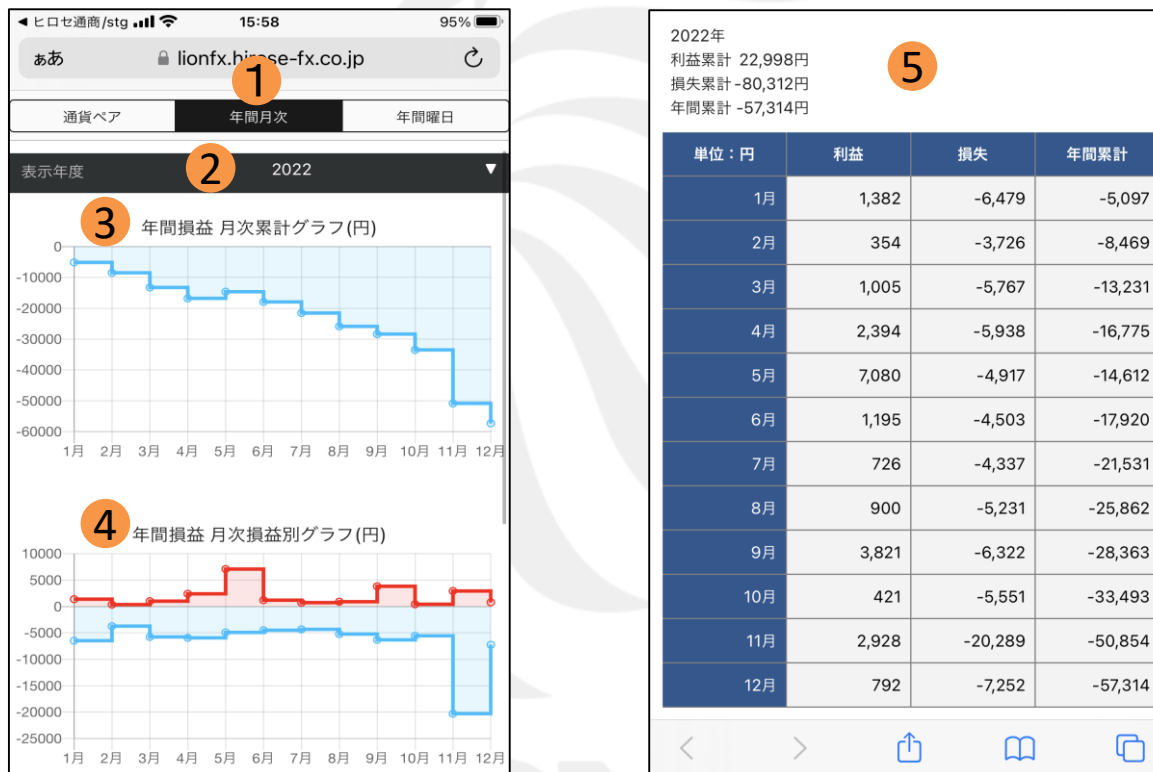 ◀ ヒロセ通商/stg 15:58 95%
ぁあ lionfx.hirose-fx.co.jp
1
通貨ペア 年間月次 年間曜日
表示年度 2 2022 ▼
3 年間損益 月次累計グラフ(円)
0
-10000
-20000
-30000
-40000
-50000
-60000
1月 2月 3月 4月 5月 6月 7月 8月 9月 10月 11月 12月
4 年間損益 月次損益別グラフ(円)
10000
5000
0
-5000
-10000
-15000
-20000
-25000
1月 2月 3月 4月 5月 6月 7月 8月 9月 10月 11月 12月
2022年
利益累計 22,998円
5
損失累計 -80,312円
年間累計 -57,314円
単位：円 利益 損失 年間累計
1月 1,382 -6,479 -5,097
2月 354 -3,726 -8,469
3月 1,005 -5,767 -13,231
4月 2,394 -5,938 -16,775
5月 7,080 -4,917 -14,612
6月 1,195 -4,503 -17,920
7月 726 -4,337 -21,531
8月 900 -5,231 -25,862
9月 3,821 -6,322 -28,363
10月 421 -5,551 -33,493
11月 2,928 -20,289 -50,854
12月 792 -7,252 -57,314